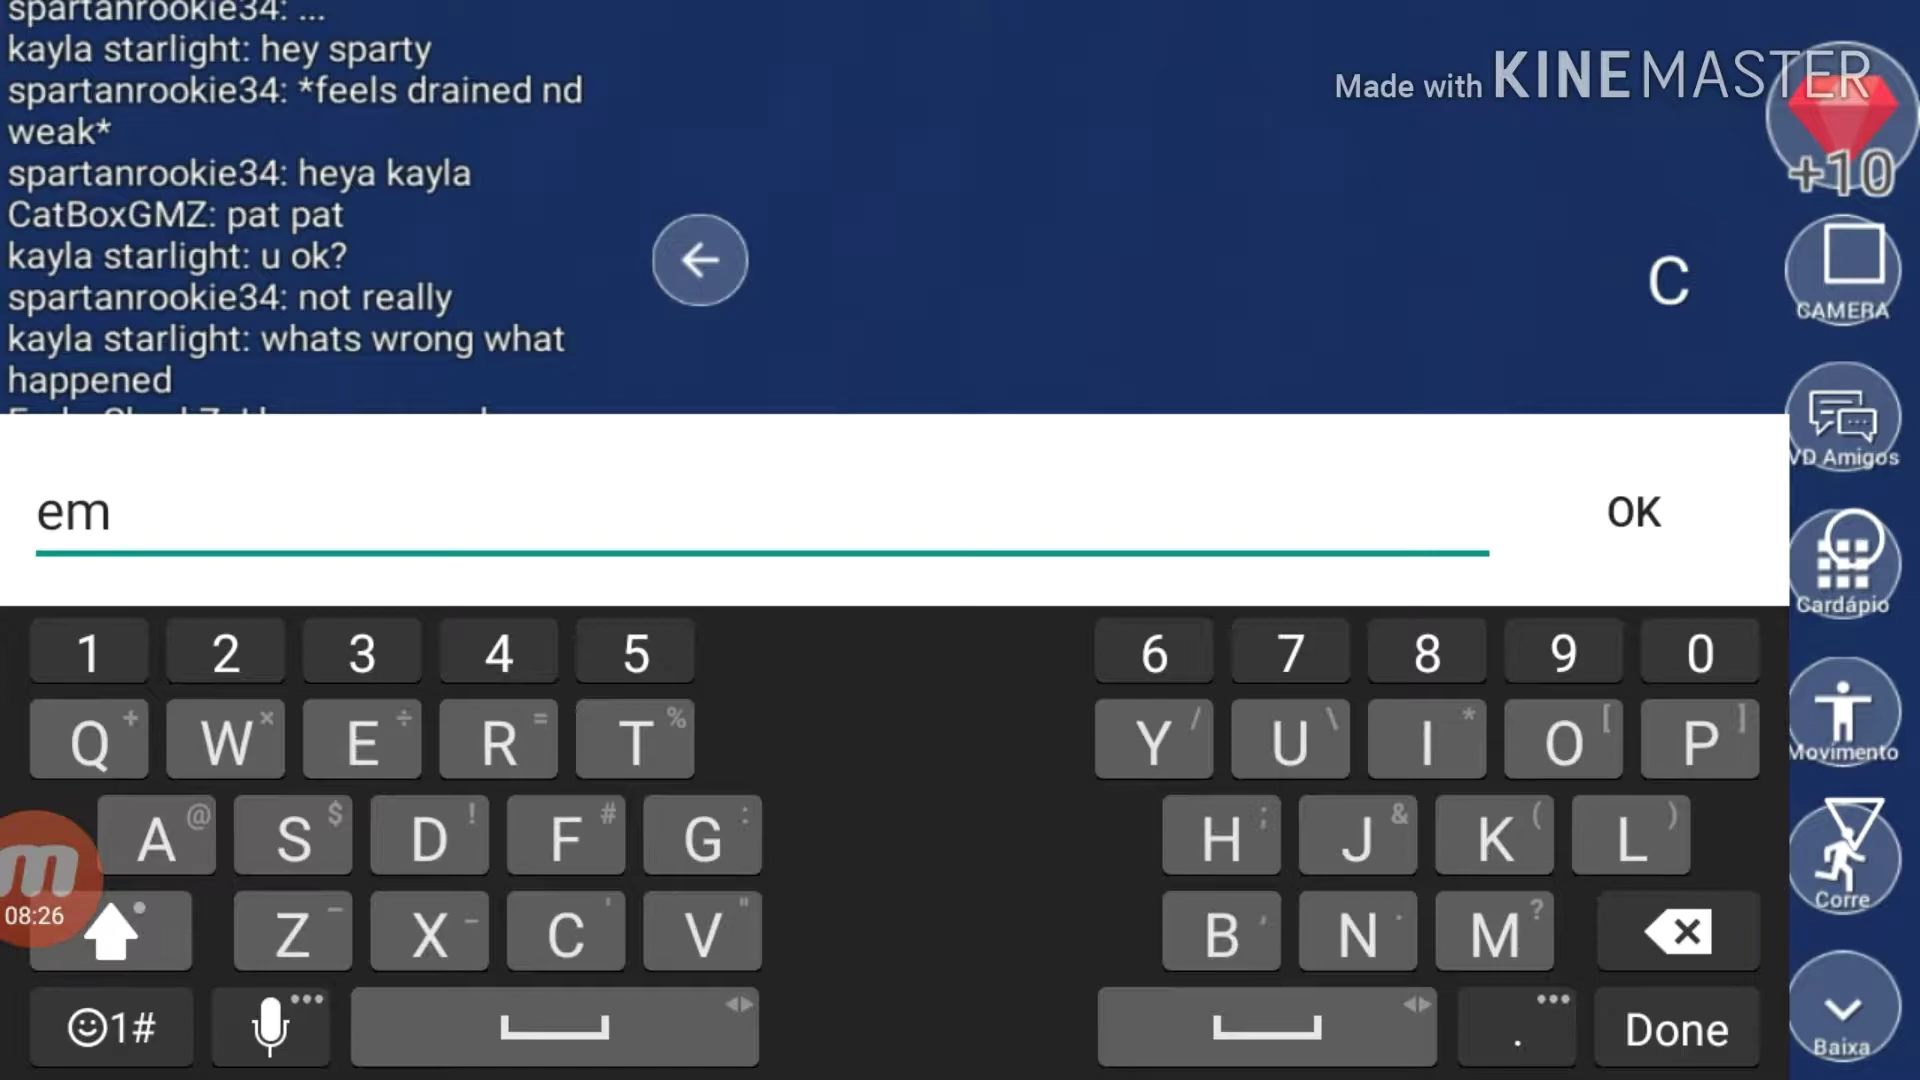 spartanrookie34: ...
kayla starlight: hey sparty
spartanrookie34: *feels drained nd
weak*
spartanrookie34: heya kayla
CatBoxGMZ: pat pat
kayla starlight: u ok?
spartanrookie34: not really
kayla starlight: whats wrong what
happened
Made with KINEMASTER
+10
C
CAMERA
VD Amigos
em
OK
Cardápio
1 2 3 4 5 6 7 8 9 0
Q + W × E ÷ R = T % Y / U \ I * O [ P ]
Movimento
A @ S $ D ! F # G : H ; J & K ( L )
Corre
m
08:26
Z - X _ C ' V " B , N . M ?
1#
. Done
Baixa